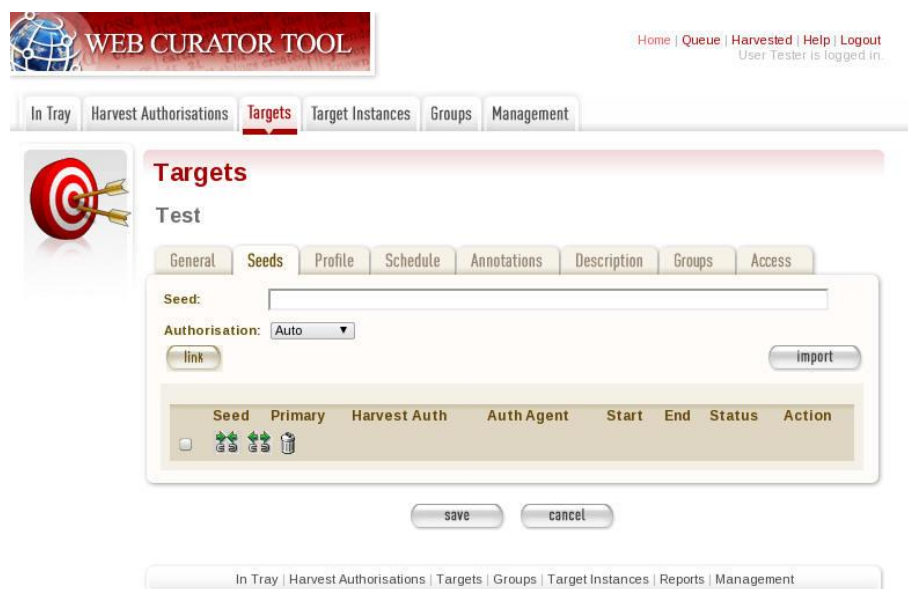 WEB CURATOR TOOL
Home | Queue | Harvested | Help | Logout
User Tester is logged in.
In Tray Harvest Authorisations Targets Target Instances Groups Management
Targets
Test
General Seeds Profile Schedule Annotations Description Groups Access
Seed:
Authorisation: Auto
link import
Seed Primary Harvest Auth Auth Agent Start End Status Action
save cancel
In Tray | Harvest Authorisations | Targets | Groups | Target Instances | Reports | Management